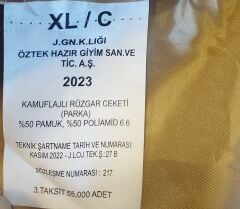 XL / C
J.GN.K.LIĞI
ÖZTEK HAZIR GİYİM SAN.VE
TİC. A.Ş.
2023
KAMUFLAJLI RÜZGAR CEKETİ
(PARKA)
%50 PAMUK, %50 POLİAMİD 6.6
TEKNİK ŞARTNAME TARİH VE NUMARASI:
KASIM 2022 - J.LOJ.TEK.Ş.:27 B
SÖZLEŞME NUMARASI : 217
3.TAKSİT 55,000 ADET